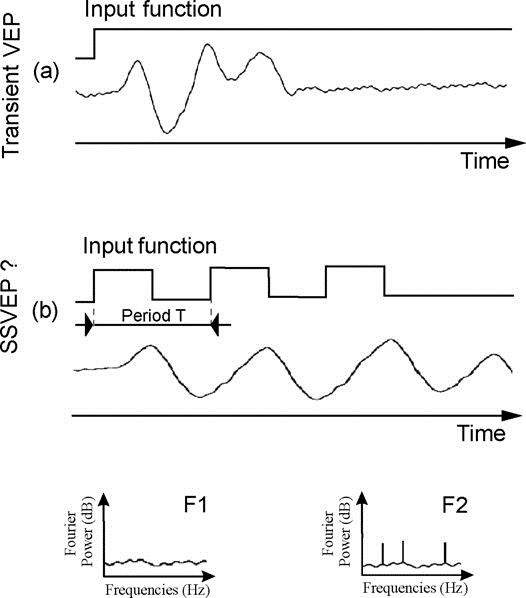 Input function
Transient VEP
(a)
Time
Input function
SSVEP ?
(b)
Period T
Time
F1
Fourier
Power (dB)
Frequencies (Hz)
F2
Fourier
Power (dB)
Frequencies (Hz)